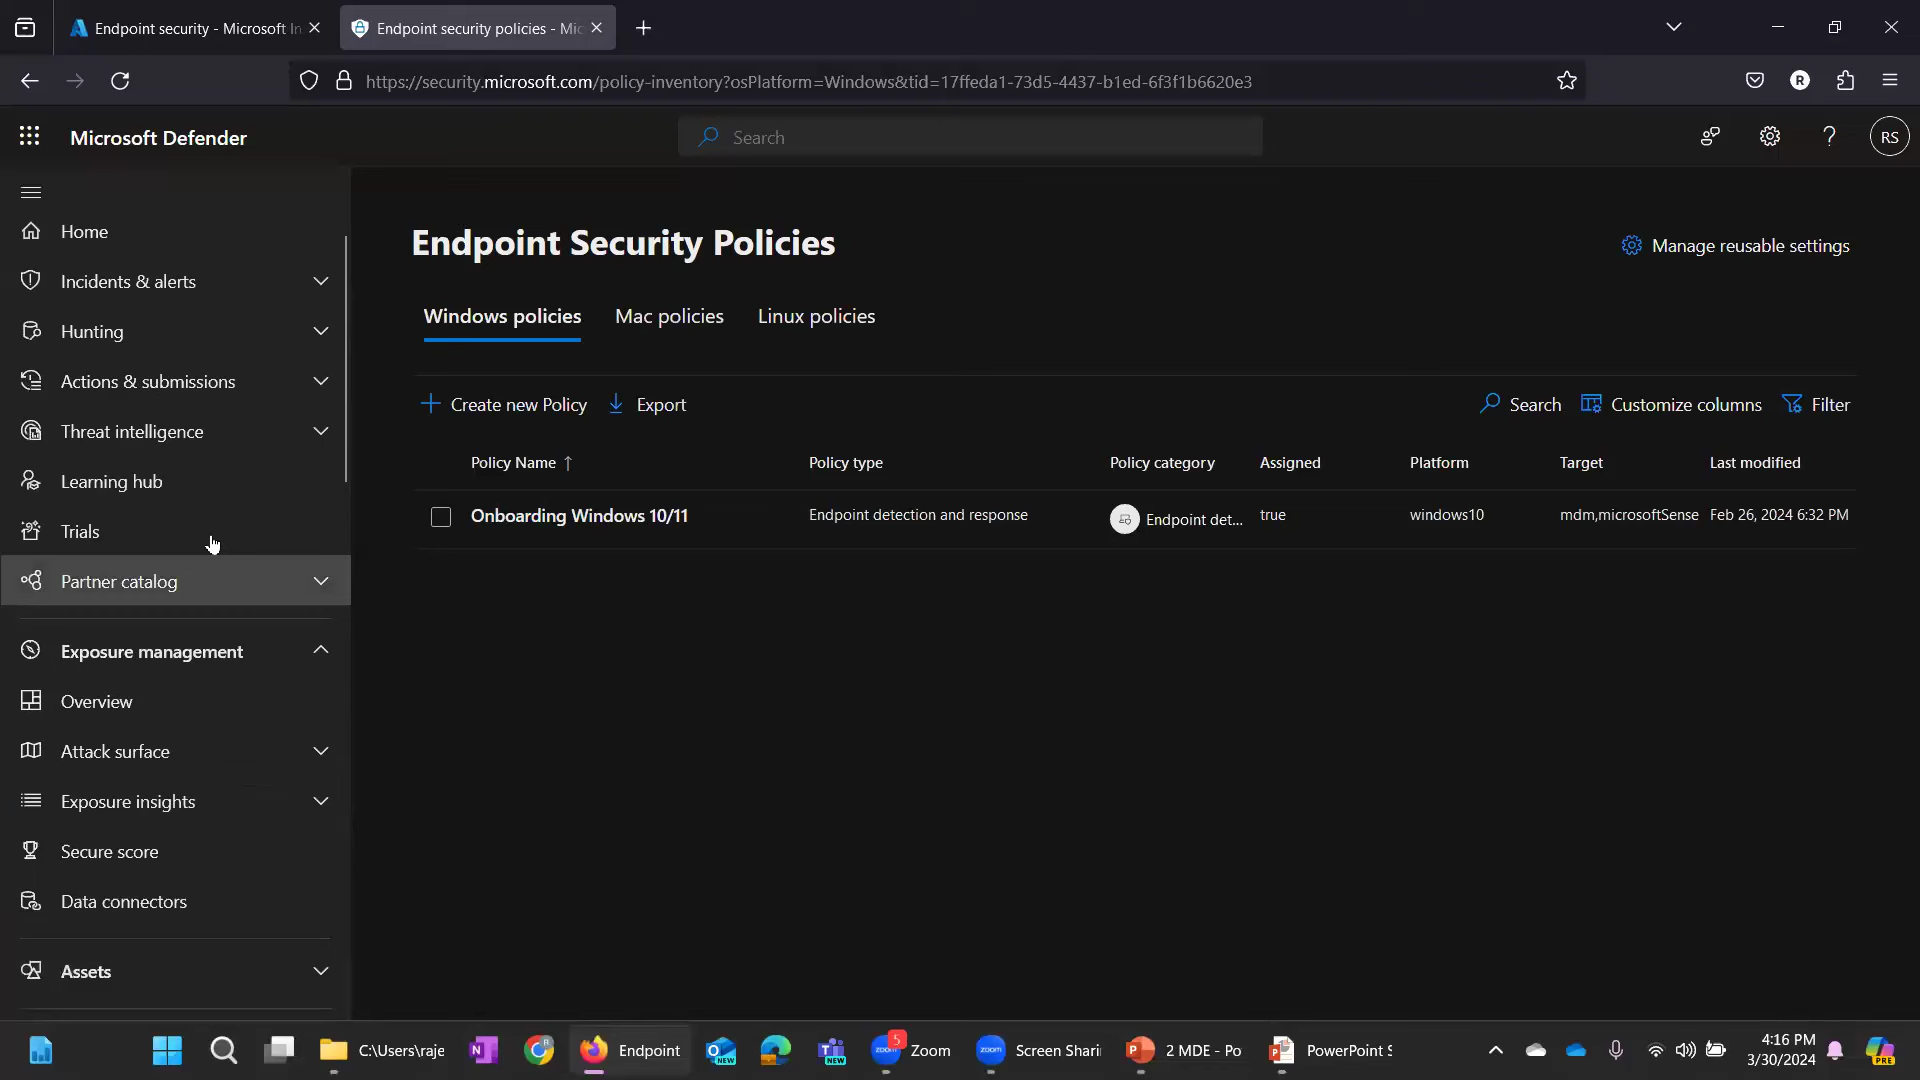 Endpoint security - Microsoft In
Endpoint security policies - Mic
https://security.microsoft.com/policy-inventory?osPlatform=Windows&tid=17ffeda1-73d5-4437-b1ed-6f3f1b6620e3
R
Microsoft Defender
Search
?
RS
Home
Incidents & alerts
Hunting
Actions & submissions
Threat intelligence
Learning hub
Trials
Partner catalog
Exposure management
Overview
Attack surface
Exposure insights
Secure score
Data connectors
Assets
Endpoint Security Policies
Manage reusable settings
Windows policies Mac policies Linux policies
Create new Policy Export
Search Customize columns Filter
Policy Name ↑ Policy type Policy category Assigned Platform Target Last modified
Onboarding Windows 10/11 Endpoint detection and response Endpoint det... true windows10 mdm,microsoftSense Feb 26, 2024 6:32 PM
C:\Users\raje
Endpoint
NEW
NEW
zoom
5
Zoom
zoom
Screen Shari
2 MDE - Po
PowerPoint S
4:16 PM
3/30/2024
PRE